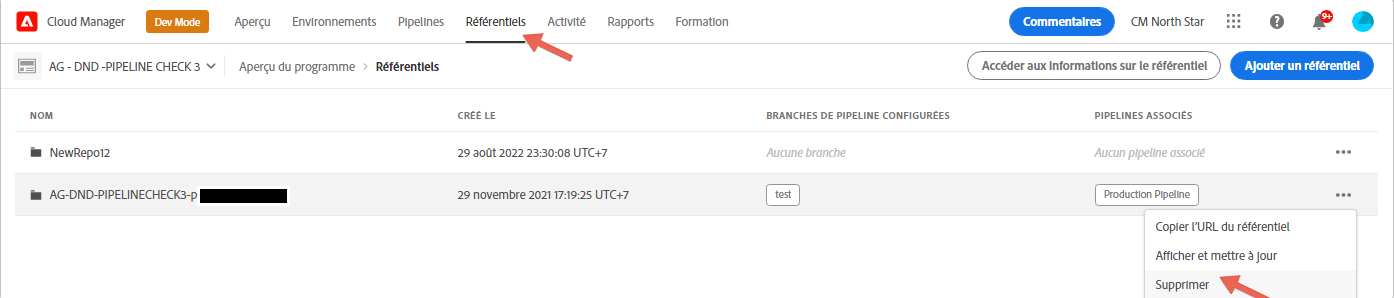 Cloud Manager Dev Mode Aperçu Environnements Pipelines Référentiels Activité Rapports Formation Commentaires CM North Star 9+
AG - DND -PIPELINE CHECK 3 Aperçu du programme > Référentiels Accéder aux informations sur le référentiel Ajouter un référentiel
NOM CRÉÉ LE BRANCHES DE PIPELINE CONFIGURÉES PIPELINES ASSOCIÉS
NewRepo12 29 août 2022 23:30:08 UTC+7 Aucune branche Aucun pipeline associé
AG-DND-PIPELINECHECK3-p 29 novembre 2021 17:19:25 UTC+7 test Production Pipeline
Copier l'URL du référentiel
Afficher et mettre à jour
Supprimer